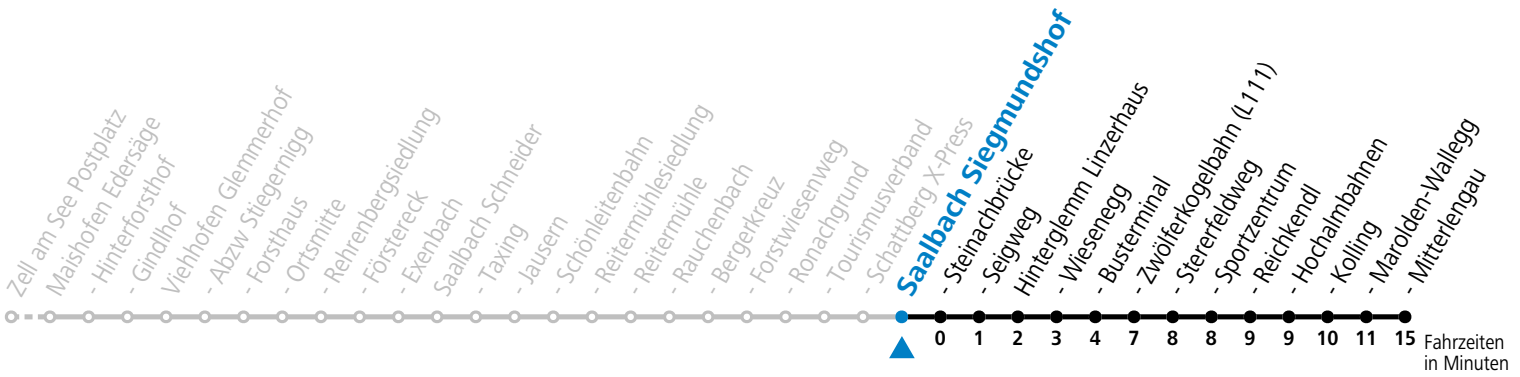 Zell am See Postplatz
Maishofen Edersäge
- Hinterforsthof
- Gindlhof
Viehhofen Glemmerhof
- Abzw Stiegernigg
- Forsthaus
- Ortsmitte
- Rehrenbergsiedlung
- Förstereck
- Exenbach
Saalbach Schneider
- Taxing
- Jausern
- Schönleitenbahn
- Reitermühlesiedlung
- Reitermühle
- Rauchenbach
- Bergerkreuz
- Forstwiesenweg
- Ronachgrund
- Tourismusverband
- Schattberg X-Press
Saalbach Siegmundshof
- Steinachbrücke
- Seigweg
Hinterglemm Linzerhaus
- Wiesenegg
- Busterminal
- Zwölferkogelbahn (L111)
- Stererfeldweg
- Sportzentrum
- Reichkendl
- Hochalmbahnen
- Kolling
- Marolden-Wallegg
- Mitterlengau
0 1 2 3 4 7 8 8 9 9 10 11 15
Fahrzeiten
in Minuten